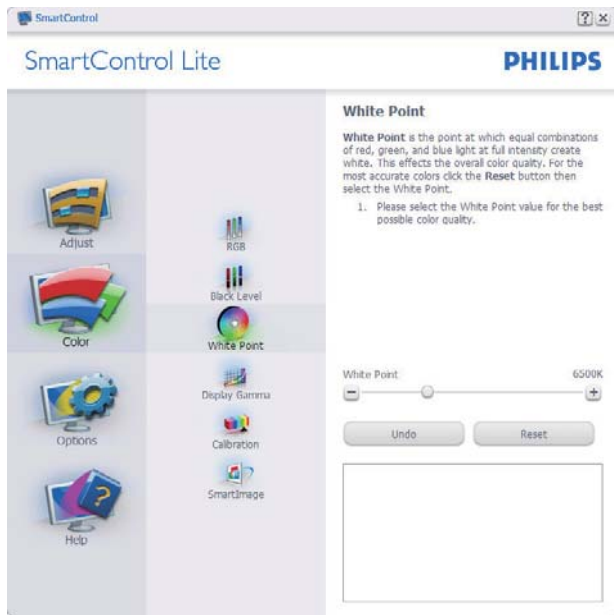 SmartControl
? x
SmartControl Lite
PHILIPS
Adjust
Color
Options
Help
RGB
Black Level
White Point
Display Gamma
Calibration
SmartImage
White Point
White Point is the point at which equal combinations
of red, green, and blue light at full intensity create
white. This effects the overall color quality. For the
most accurate colors click the Reset button then
select the White Point.
1. Please select the White Point value for the best
possible color quality.
White Point 6500K
- +
Undo Reset